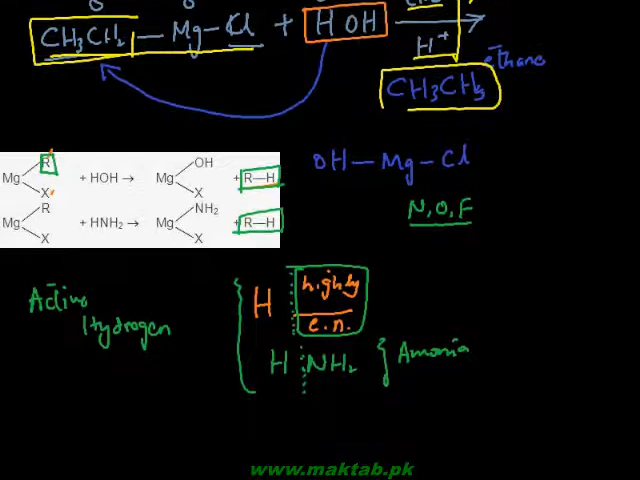 CH3CH2 — Mg — Cl + H OH
H+
ethane
CH3CH3
OH — Mg — Cl
R
Mg + HOH →
X
OH
Mg + R—H
X
R
Mg + HNH2 →
X
NH2
Mg + R—H
X
N, O, F
Active
Hydrogen
H highly
e.n.
H NH2 } Amonia
www.maktab.pk